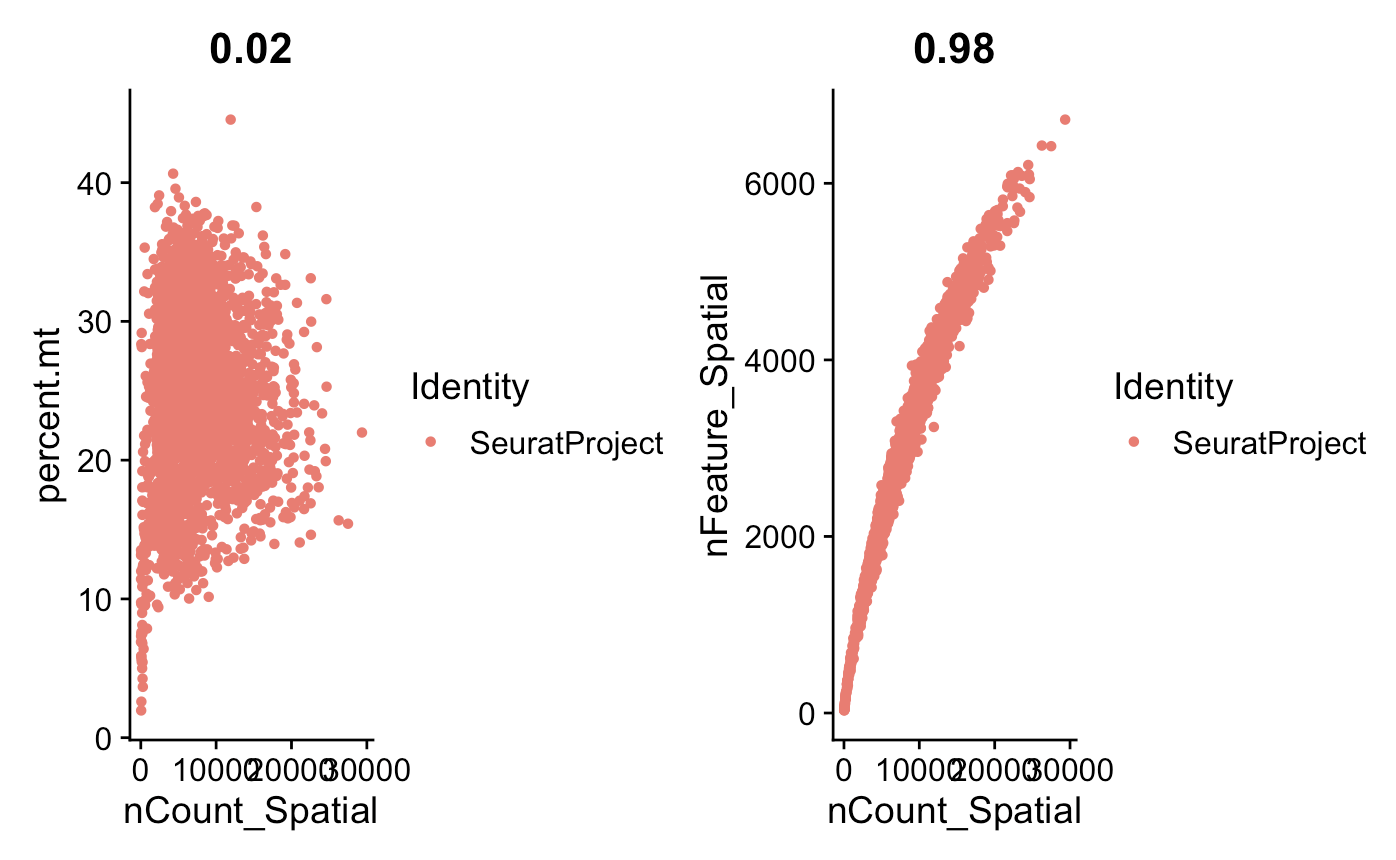 0.02
percent.mt
40
30
20
10
0
0 10000 20000 30000
nCount_Spatial
Identity
SeuratProject
0.98
nFeature_Spatial
6000
4000
2000
0
0 10000 20000 30000
nCount_Spatial
Identity
SeuratProject